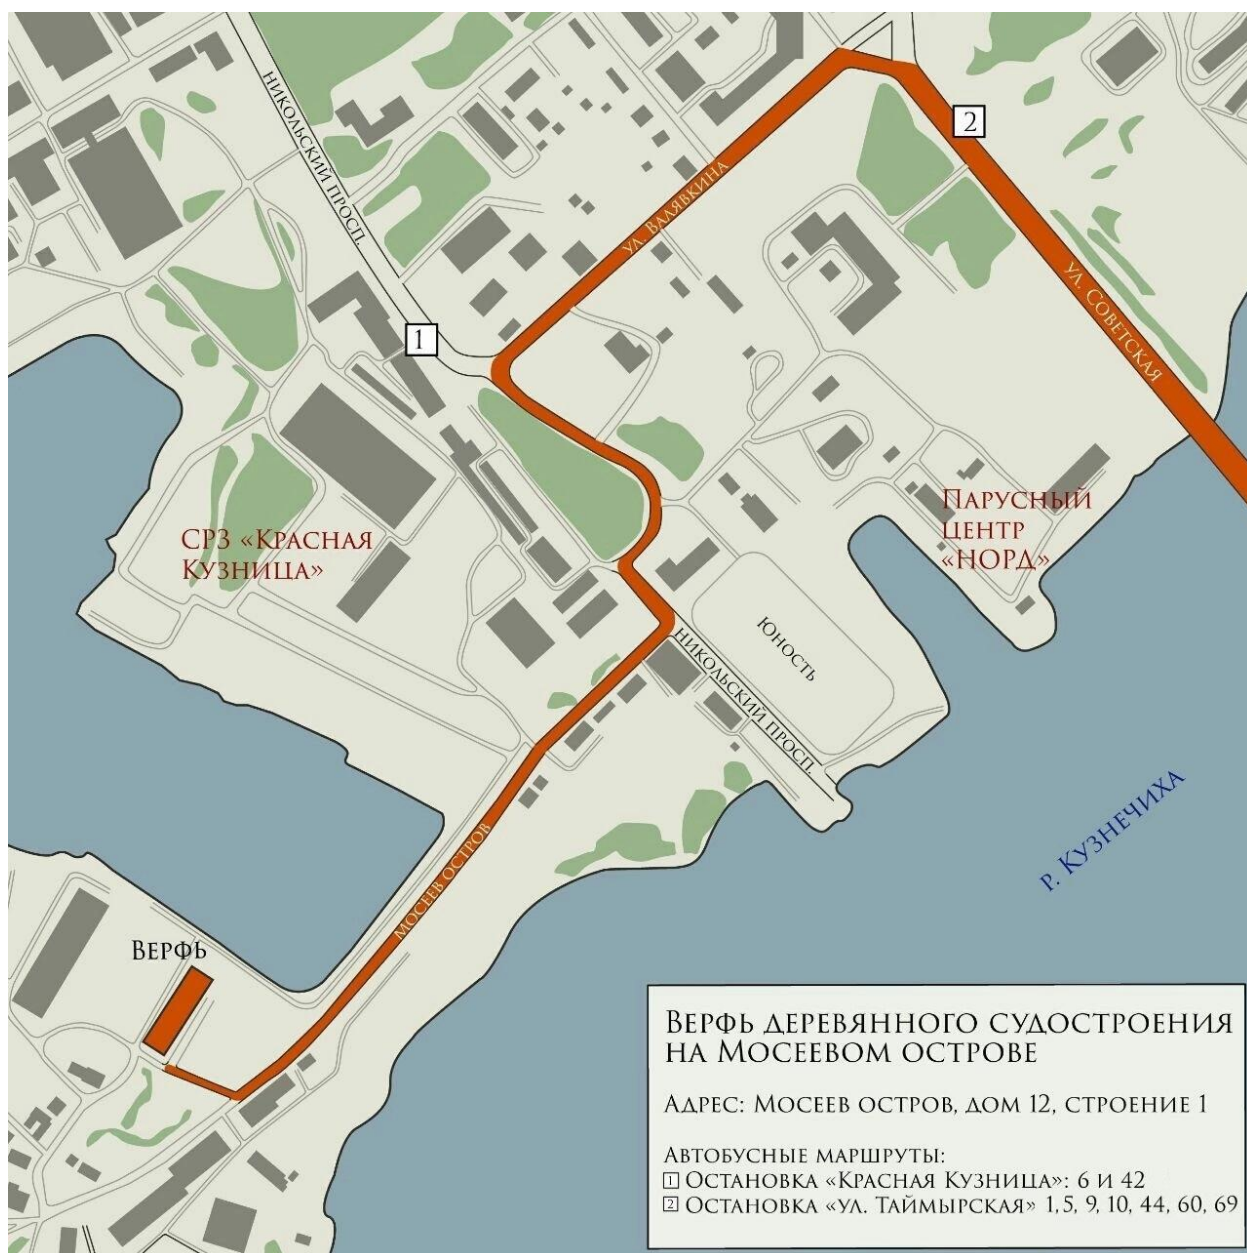 НИКОЛЬСКИЙ ПРОСП.
2
УЛ. ВАЛЯВКИНА
УЛ. СОВЕТСКАЯ
1
ПАРУСНЫЙ
ЦЕНТР
«НОРД»
СРЗ «КРАСНАЯ
КУЗНИЦА»
ЮНОСТЬ
НИКОЛЬСКИЙ ПРОСП.
МОСЕЕВ ОСТРОВ
Р. КУЗНЕЧИХА
ВЕРФЬ
ВЕРФЬ ДЕРЕВЯННОГО СУДОСТРОЕНИЯ
НА МОСЕЕВОМ ОСТРОВЕ
АДРЕС: МОСЕЕВ ОСТРОВ, ДОМ 12, СТРОЕНИЕ 1
АВТОБУСНЫЕ МАРШРУТЫ:
1 ОСТАНОВКА «КРАСНАЯ КУЗНИЦА»: 6 И 42
2 ОСТАНОВКА «УЛ. ТАЙМЫРСКАЯ» 1,5, 9, 10, 44, 60, 69